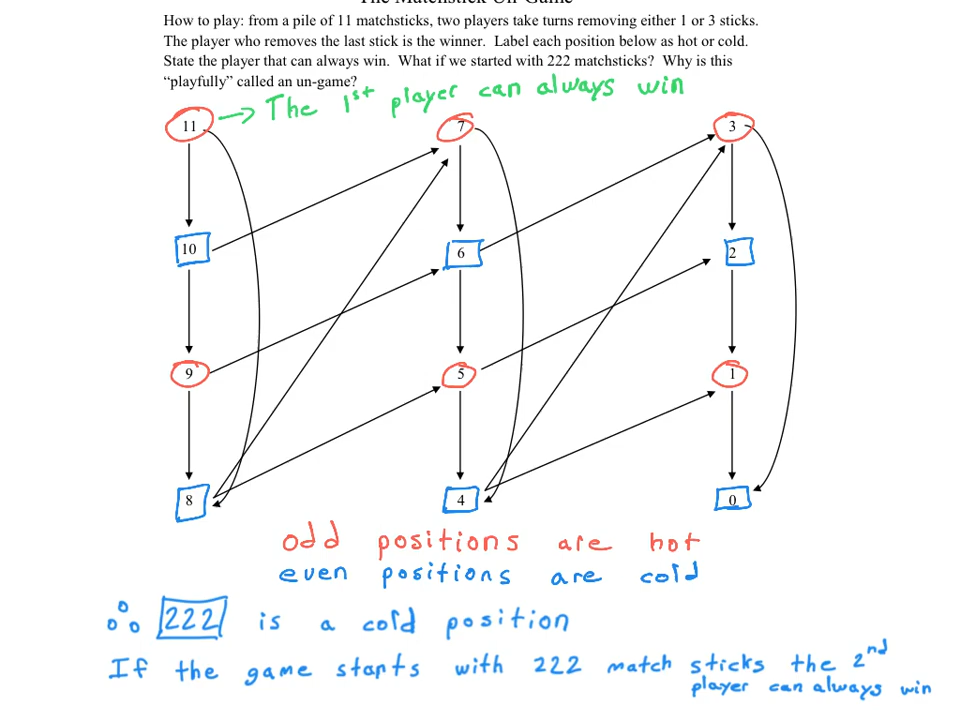 The Matchstick Un-Game
How to play: from a pile of 11 matchsticks, two players take turns removing either 1 or 3 sticks.
The player who removes the last stick is the winner. Label each position below as hot or cold.
State the player that can always win. What if we started with 222 matchsticks? Why is this
"playfully" called an un-game?
The 1st player can always win
11 7 3
10 6 2
9 5 1
8 4 0
odd positions are hot
even positions are cold
∴ 222 is a cold position
If the game starts with 222 match sticks the 2nd
player can always win